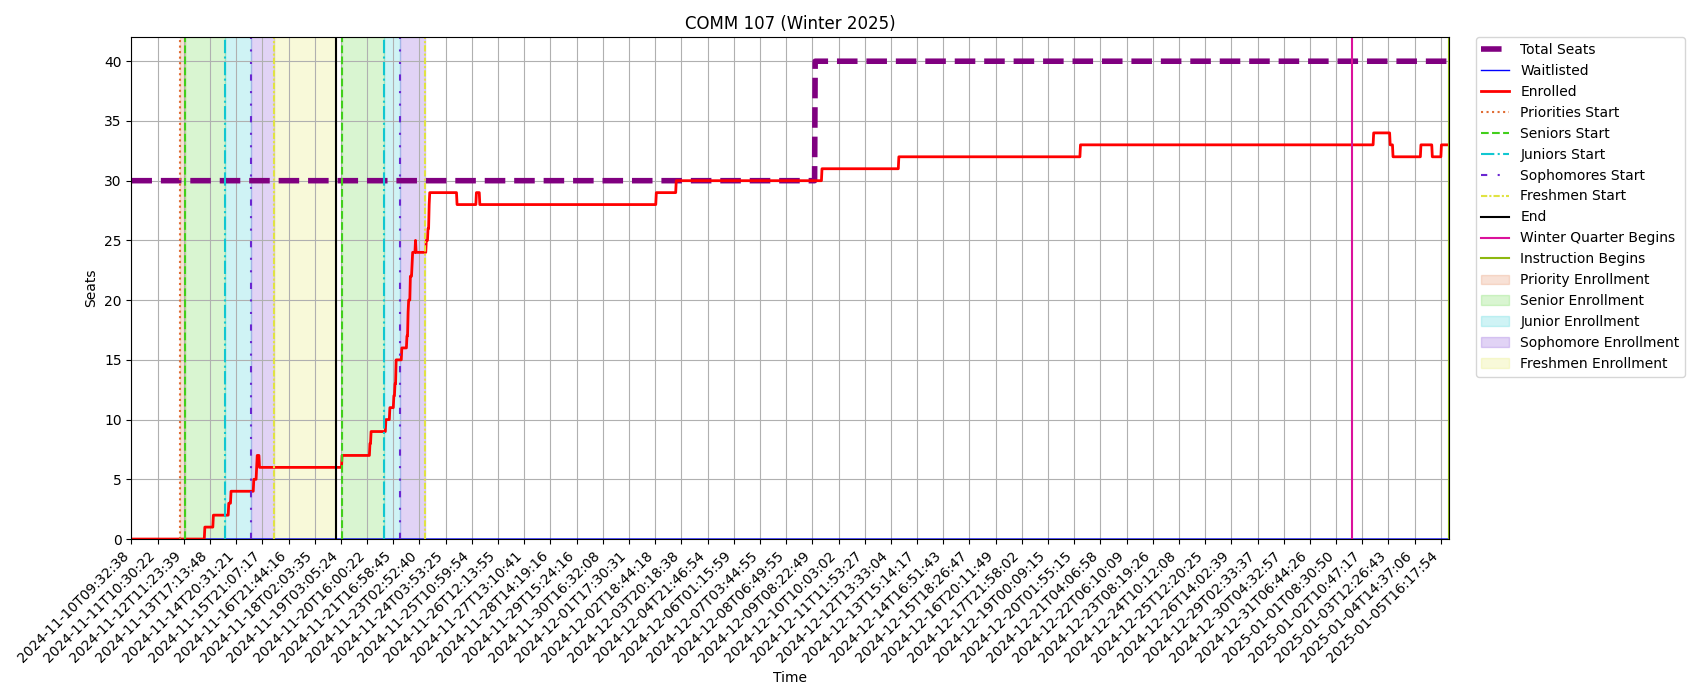 COMM 107 (Winter 2025)
Seats
40
35
30
25
20
15
10
5
0
2024-11-10T09:32:38
2024-11-11T10:30:22
2024-11-12T11:23:39
2024-11-13T17:13:48
2024-11-14T20:31:21
2024-11-15T21:07:17
2024-11-16T21:44:16
2024-11-18T02:03:35
2024-11-19T03:05:24
2024-11-20T16:00:22
2024-11-21T16:58:45
2024-11-23T02:52:40
2024-11-24T03:53:25
2024-11-25T10:59:54
2024-11-26T12:13:55
2024-11-27T13:10:41
2024-11-28T14:19:16
2024-11-29T15:24:16
2024-11-30T16:32:08
2024-12-01T17:30:31
2024-12-02T18:44:18
2024-12-03T20:18:38
2024-12-04T21:46:54
2024-12-06T01:15:59
2024-12-07T03:44:55
2024-12-08T06:49:55
2024-12-09T08:22:49
2024-12-10T10:03:02
2024-12-11T11:53:27
2024-12-12T13:33:04
2024-12-13T15:14:17
2024-12-14T16:51:43
2024-12-15T18:26:47
2024-12-16T20:11:49
2024-12-17T21:58:02
2024-12-19T00:09:15
2024-12-20T01:55:15
2024-12-21T04:06:58
2024-12-22T06:10:09
2024-12-23T08:19:26
2024-12-24T10:12:08
2024-12-25T12:20:25
2024-12-26T14:02:39
2024-12-29T02:33:37
2024-12-30T04:32:57
2024-12-31T06:44:26
2025-01-01T08:30:50
2025-01-02T10:47:17
2025-01-03T12:26:43
2025-01-04T14:37:06
2025-01-05T16:17:54
Time
Total Seats
Waitlisted
Enrolled
Priorities Start
Seniors Start
Juniors Start
Sophomores Start
Freshmen Start
End
Winter Quarter Begins
Instruction Begins
Priority Enrollment
Senior Enrollment
Junior Enrollment
Sophomore Enrollment
Freshmen Enrollment